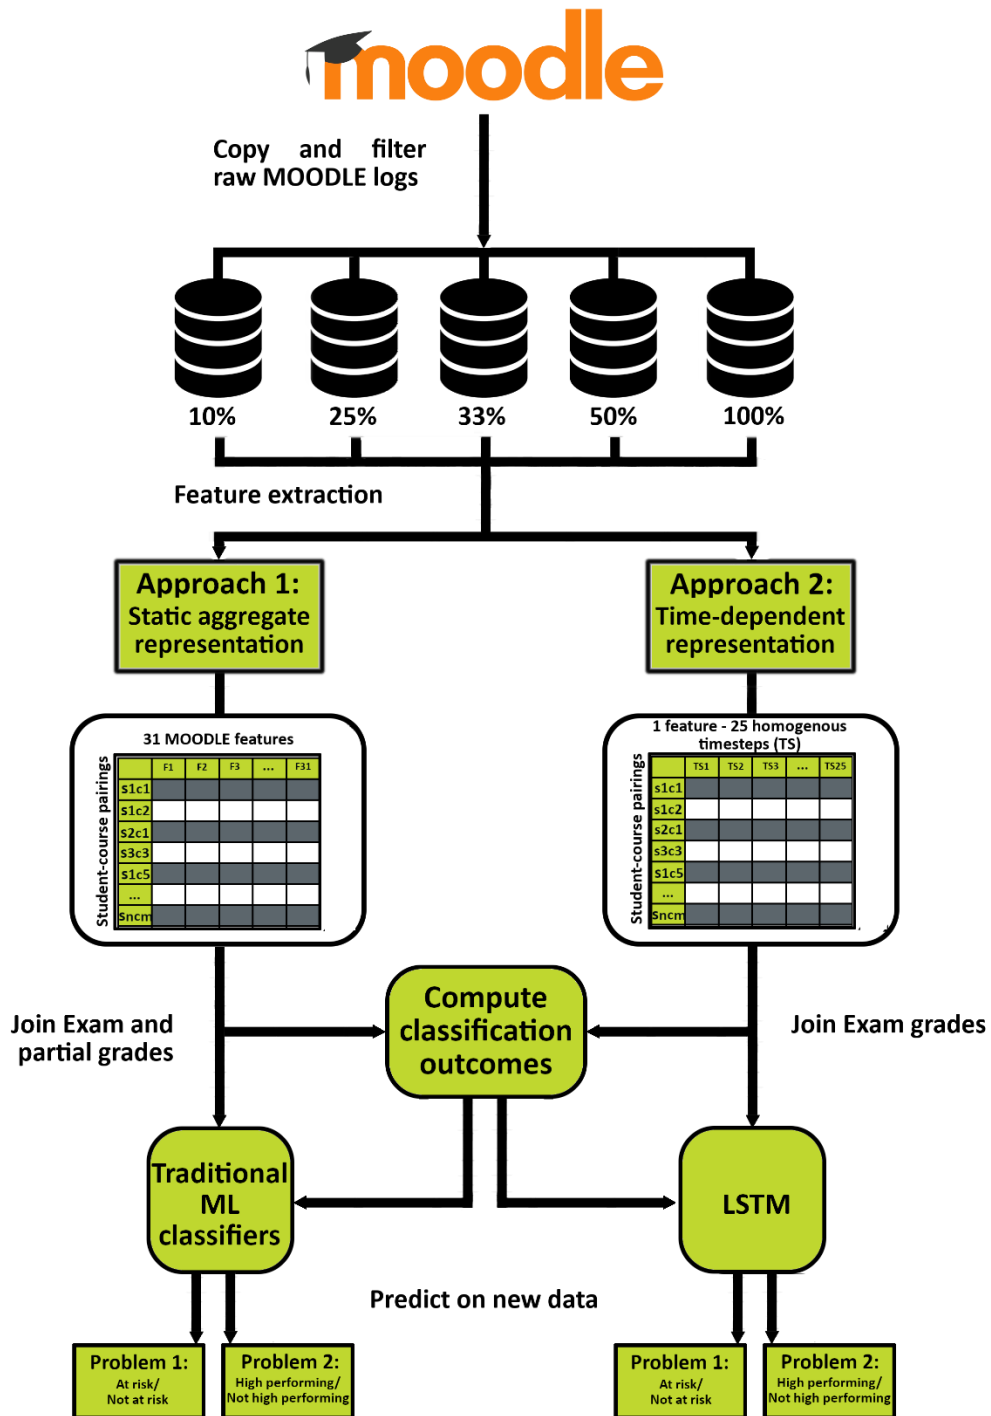 moodle
Copy and filter
raw MOODLE logs
10% 25% 33% 50% 100%
Feature extraction
Approach 1:
Static aggregate
representation
Approach 2:
Time-dependent
representation
31 MOODLE features
Student-course pairings
F1 F2 F3 ... F31
s1c1
s1c2
s2c1
s3c3
s1c5
...
Sncm
1 feature - 25 homogenous
timesteps (TS)
Student-course pairings
TS1 TS2 TS3 ... TS25
s1c1
s1c2
s2c1
s3c3
s1c5
...
Sncm
Join Exam and
partial grades
Compute
classification
outcomes
Join Exam grades
Traditional
ML
classifiers
LSTM
Predict on new data
Problem 1:
At risk/
Not at risk
Problem 2:
High performing/
Not high performing
Problem 1:
At risk/
Not at risk
Problem 2:
High performing/
Not high performing